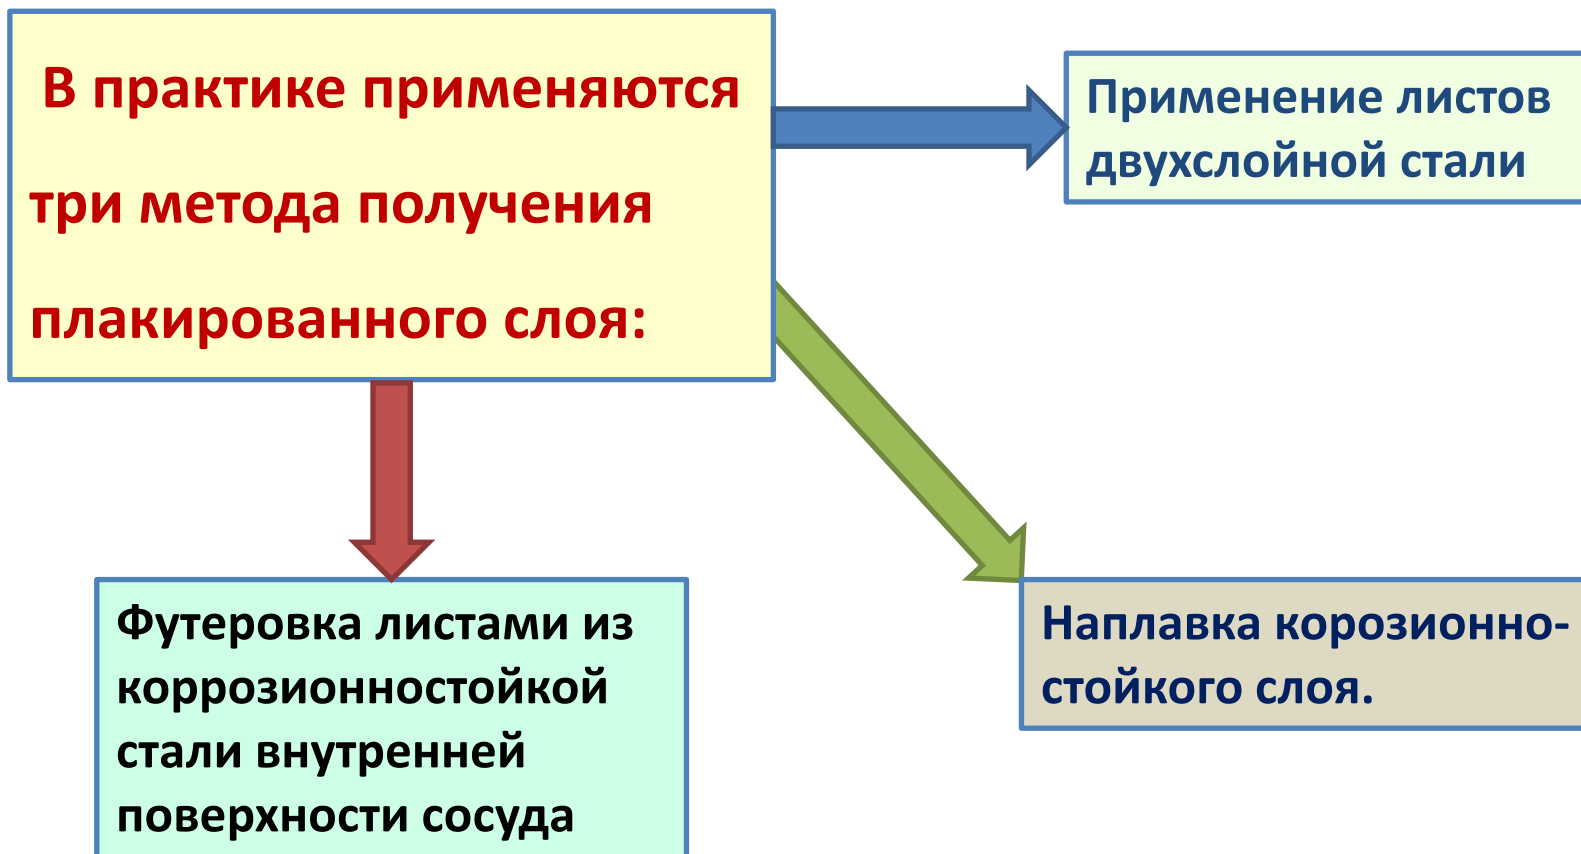 В практике применяются
три метода получения
плакированного слоя:
Применение листов
двухслойной стали
Футеровка листами из
коррозионностойкой
стали внутренней
поверхности сосуда
Наплавка корозионно-
стойкого слоя.